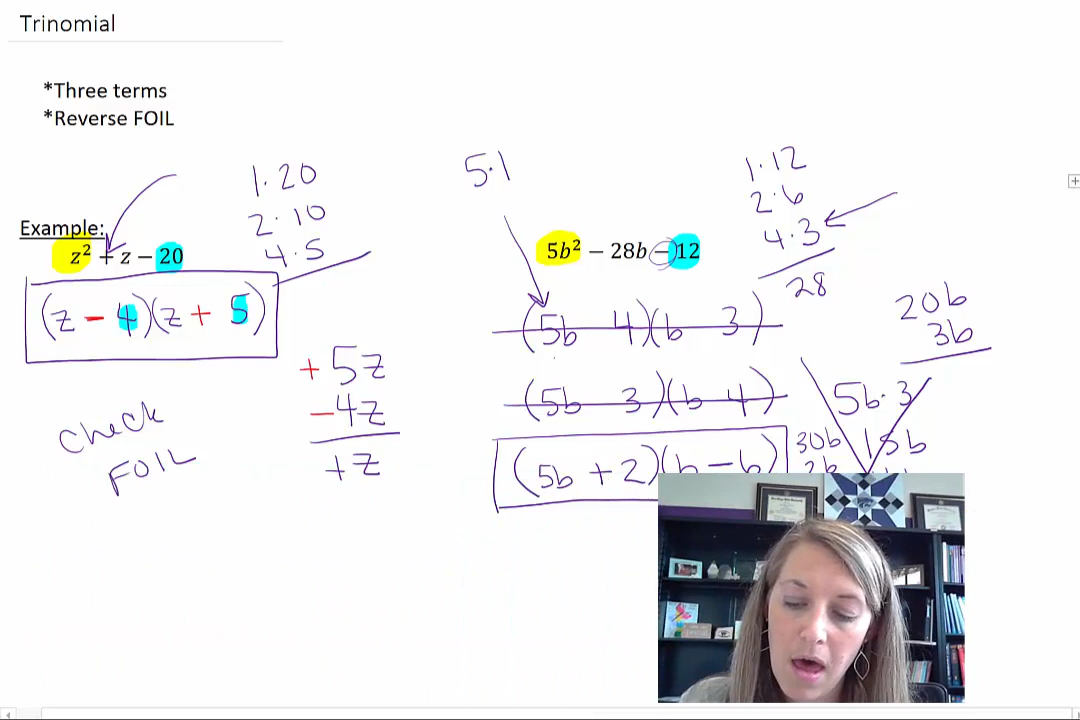 Trinomial
*Three terms
*Reverse FOIL
1·20
2·10
4·5
Example:
z² + z − 20
(z − 4)(z + 5)
+ 5z
− 4z
+ z
check
FOIL
5·1
1·12
2·6
4·3
28
5b² − 28b − 12
(5b 4)(b 3)
20b
3b
(5b 3)(b 4)
5b·3
15b
(5b + 2)(b − 6)
30b
2b